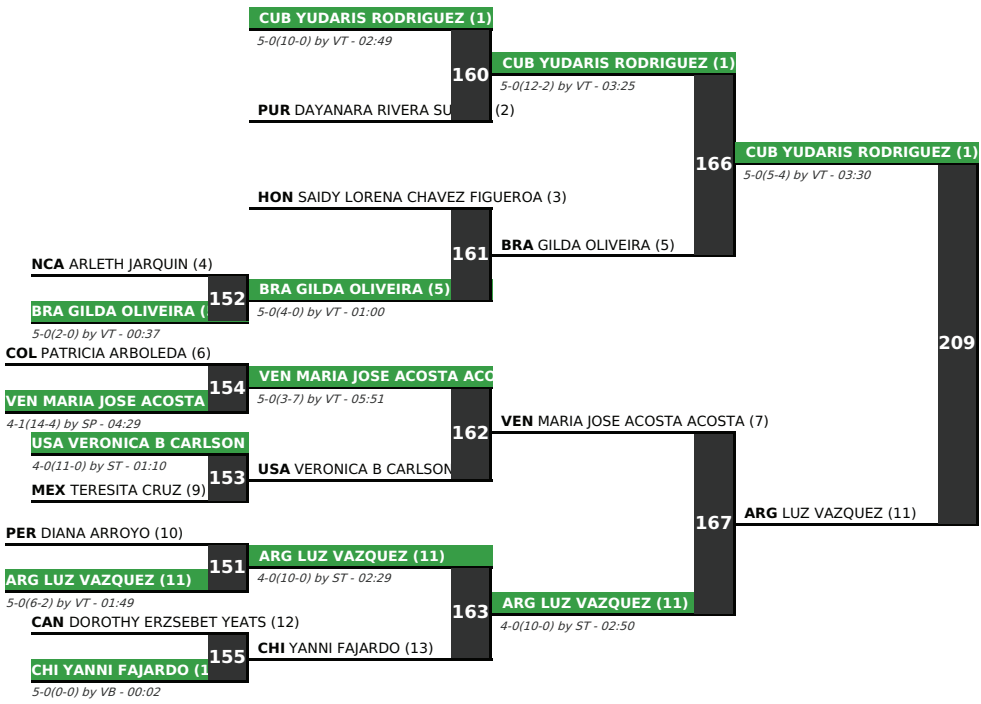 CUB YUDARIS RODRIGUEZ (1)
5-0(10-0) by VT - 02:49
160
CUB YUDARIS RODRIGUEZ (1)
5-0(12-2) by VT - 03:25
PUR DAYANARA RIVERA SU (2)
166
CUB YUDARIS RODRIGUEZ (1)
5-0(5-4) by VT - 03:30
HON SAIDY LORENA CHAVEZ FIGUEROA (3)
161
BRA GILDA OLIVEIRA (5)
NCA ARLETH JARQUIN (4)
152
BRA GILDA OLIVEIRA (5)
5-0(4-0) by VT - 01:00
BRA GILDA OLIVEIRA (
5-0(2-0) by VT - 00:37
209
COL PATRICIA ARBOLEDA (6)
154
VEN MARIA JOSE ACOSTA ACO
5-0(3-7) by VT - 05:51
VEN MARIA JOSE ACOSTA
4-1(14-4) by SP - 04:29
162
VEN MARIA JOSE ACOSTA ACOSTA (7)
USA VERONICA B CARLSON
4-0(11-0) by ST - 01:10
153
USA VERONICA B CARLSON
MEX TERESITA CRUZ (9)
167
ARG LUZ VAZQUEZ (11)
PER DIANA ARROYO (10)
151
ARG LUZ VAZQUEZ (11)
4-0(10-0) by ST - 02:29
ARG LUZ VAZQUEZ (11)
5-0(6-2) by VT - 01:49
163
ARG LUZ VAZQUEZ (11)
4-0(10-0) by ST - 02:50
CAN DOROTHY ERZSEBET YEATS (12)
155
CHI YANNI FAJARDO (13)
CHI YANNI FAJARDO (1
5-0(0-0) by VB - 00:02